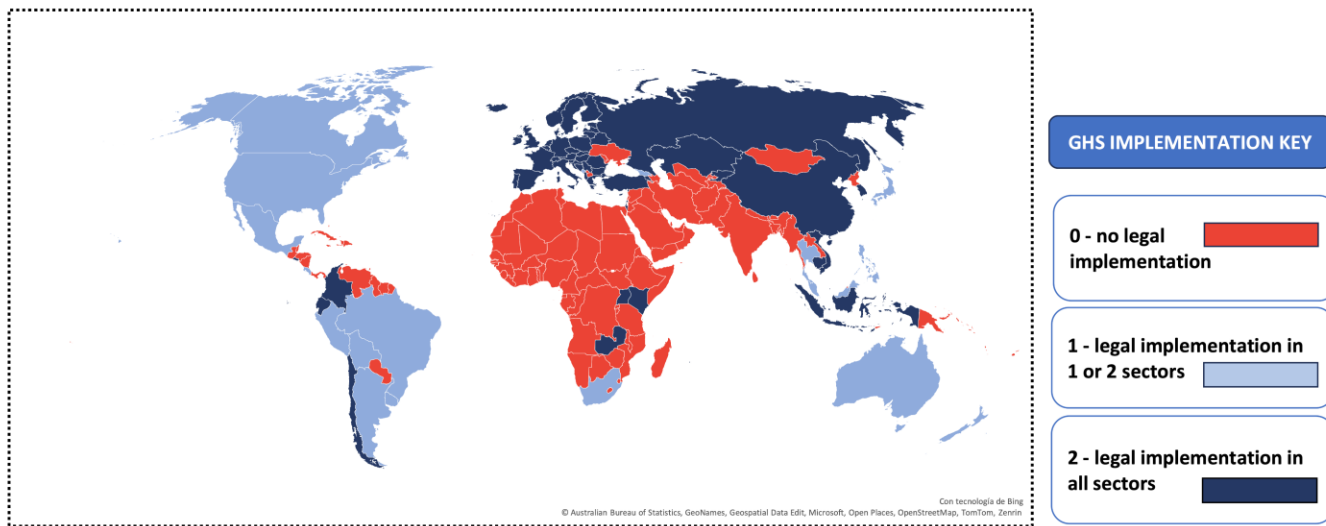 GHS IMPLEMENTATION KEY
0 - no legal
implementation
1 - legal implementation in
1 or 2 sectors
2 - legal implementation in
all sectors
Con tecnología de Bing
© Australian Bureau of Statistics, GeoNames, Geospatial Data Edit, Microsoft, Open Places, OpenStreetMap, TomTom, Zenrin